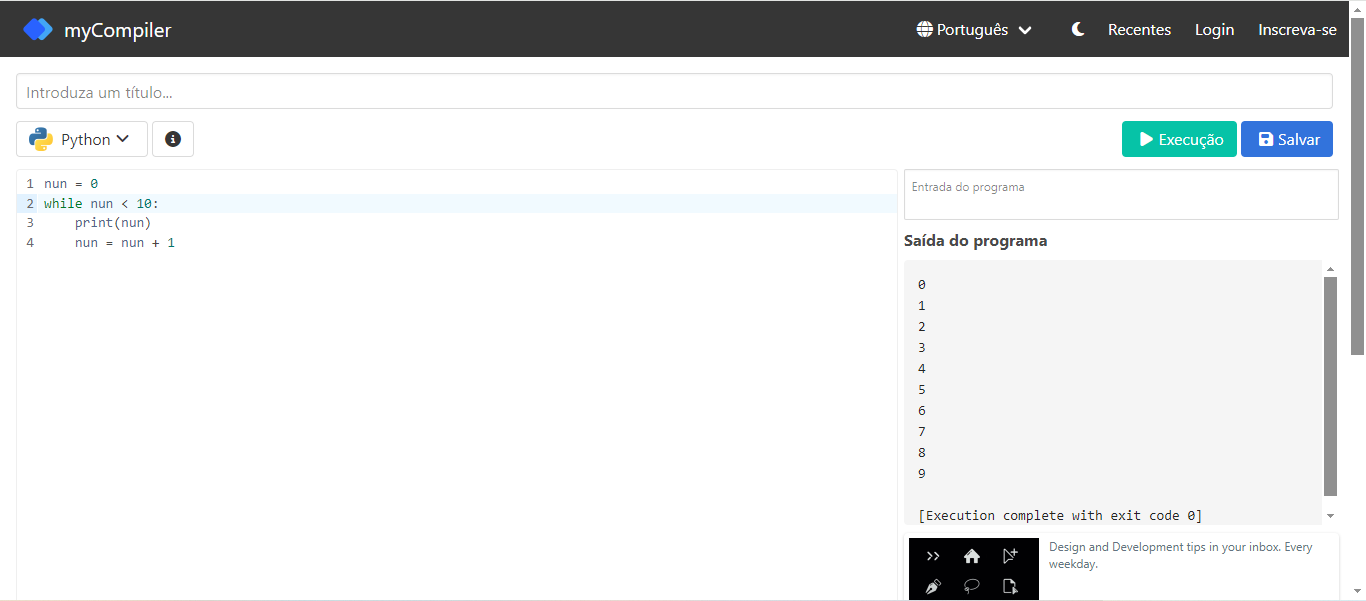 myCompiler
Português
Recentes
Login
Inscreva-se
Introduza um título...
Python
Execução
Salvar
1 nun = 0
2 while nun < 10:
3     print(nun)
4     nun = nun + 1
Entrada do programa
Saída do programa
0
1
2
3
4
5
6
7
8
9
[Execution complete with exit code 0]
Design and Development tips in your inbox. Every
weekday.